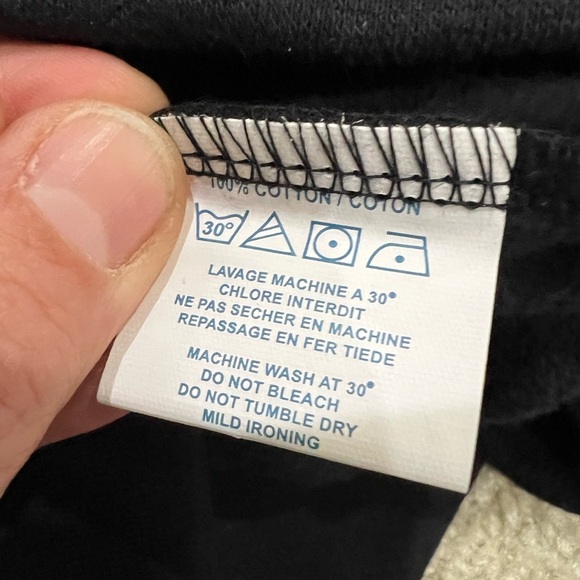 100% COTTON / COTON
30°
LAVAGE MACHINE A 30°
CHLORE INTERDIT
NE PAS SECHER EN MACHINE
REPASSAGE EN FER TIEDE
MACHINE WASH AT 30°
DO NOT BLEACH
DO NOT TUMBLE DRY
MILD IRONING